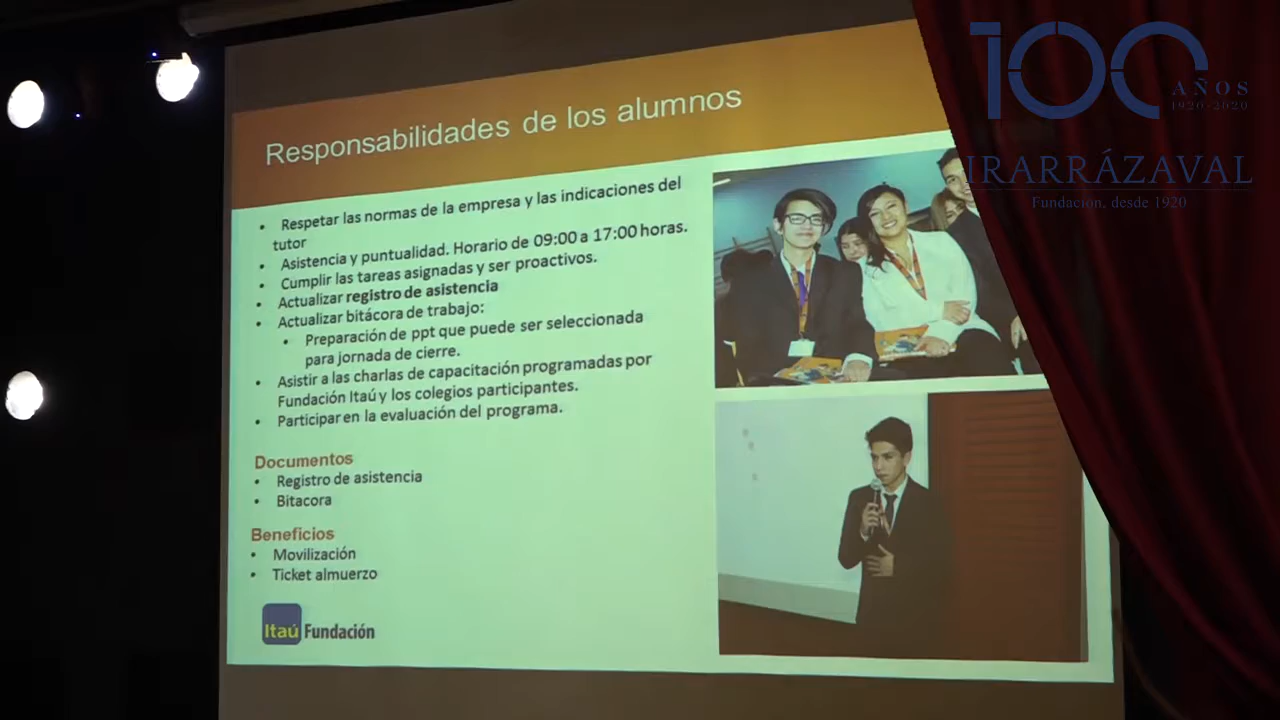 100
AÑOS
1920-2020
IRARRÁZAVAL
Fundación, desde 1920
Responsabilidades de los alumnos
• Respetar las normas de la empresa y las indicaciones del
tutor
• Asistencia y puntualidad. Horario de 09:00 a 17:00 horas.
• Cumplir las tareas asignadas y ser proactivos.
• Actualizar registro de asistencia
• Actualizar bitácora de trabajo:
• Preparación de ppt que puede ser seleccionada
para jornada de cierre.
• Asistir a las charlas de capacitación programadas por
Fundación Itaú y los colegios participantes.
• Participar en la evaluación del programa.
Documentos
• Registro de asistencia
• Bitacora
Beneficios
• Movilización
• Ticket almuerzo
Itaú Fundación